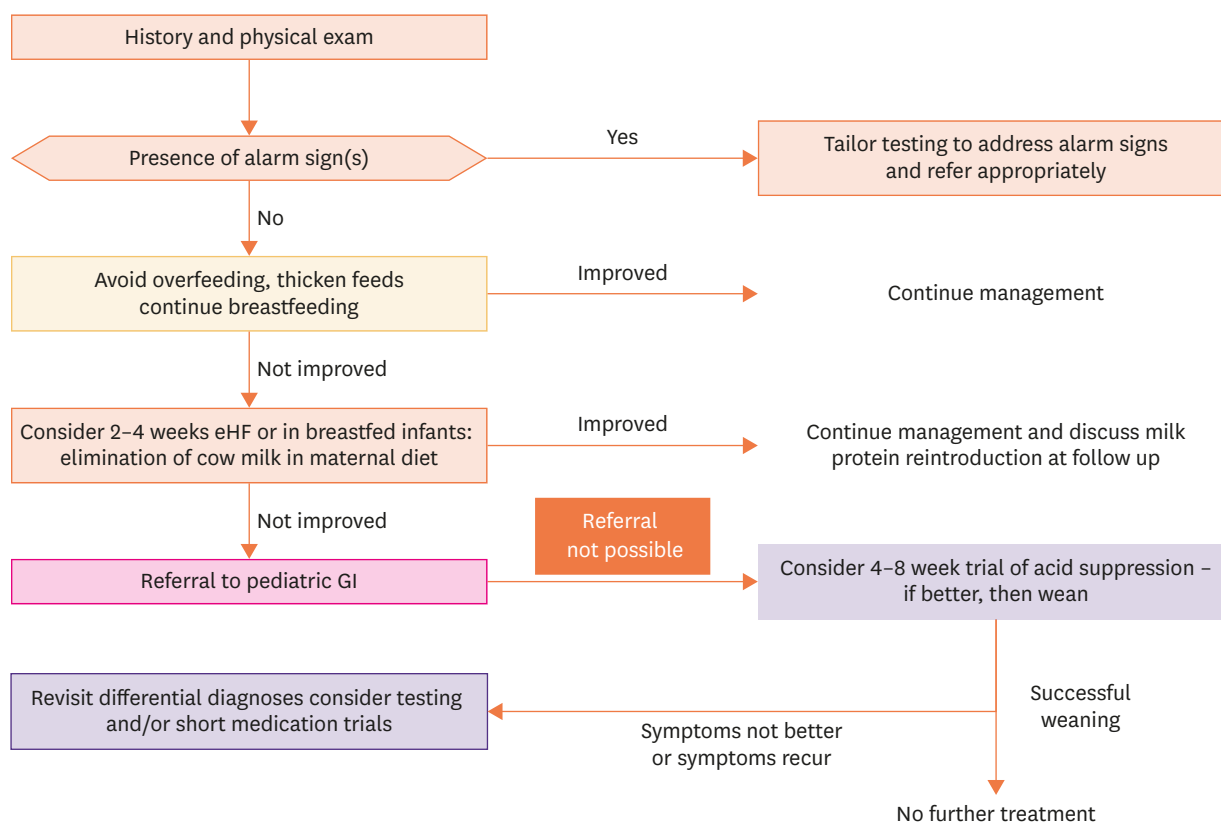 History and physical exam
Presence of alarm sign(s)
Yes
Tailor testing to address alarm signs
and refer appropriately
No
Avoid overfeeding, thicken feeds
continue breastfeeding
Improved
Continue management
Not improved
Consider 2–4 weeks eHF or in breastfed infants:
elimination of cow milk in maternal diet
Improved
Continue management and discuss milk
protein reintroduction at follow up
Not improved
Referral to pediatric GI
Referral
not possible
Consider 4–8 week trial of acid suppression –
if better, then wean
Revisit differential diagnoses consider testing
and/or short medication trials
Symptoms not better
or symptoms recur
Successful
weaning
No further treatment